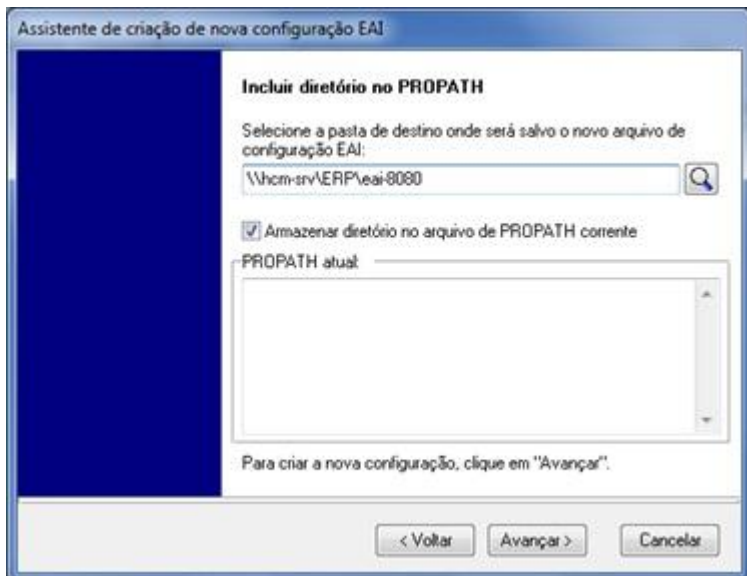 Assistente de criação de nova configuração EAI
Incluir diretório no PROPATH
Selecione a pasta de destino onde será salvo o novo arquivo de
configuração EAI:
\\hcm-srv\ERP\eai-8080
Armazenar diretório no arquivo de PROPATH corrente
PROPATH atual:
Para criar a nova configuração, clique em "Avançar".
< Voltar
Avançar >
Cancelar